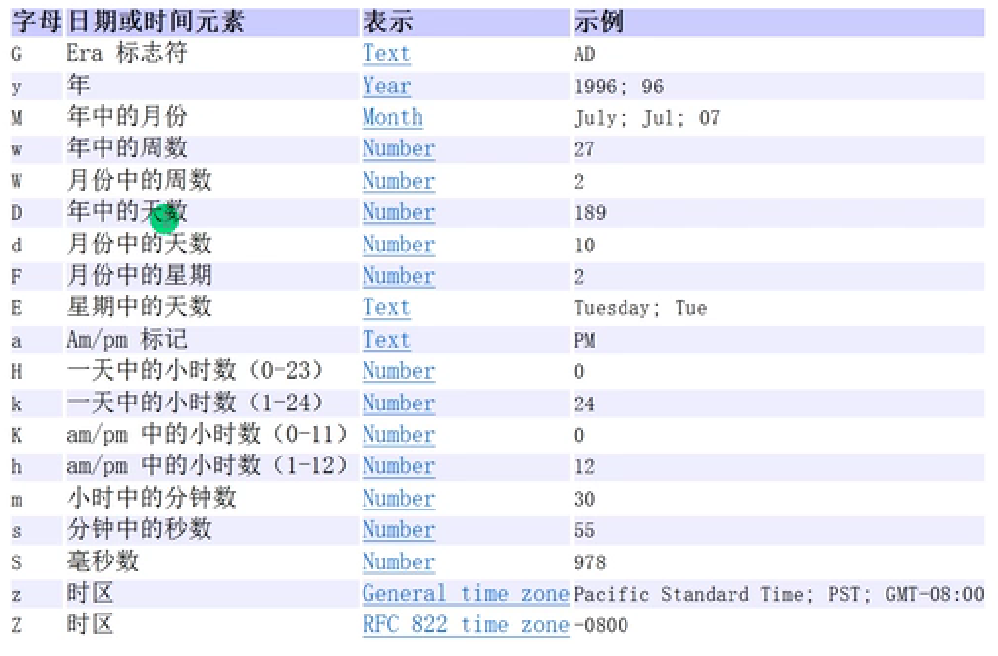 字母 日期或时间元素 表示 示例
G Era 标志符 Text AD
y 年 Year 1996; 96
M 年中的月份 Month July; Jul; 07
w 年中的周数 Number 27
W 月份中的周数 Number 2
D 年中的天数 Number 189
d 月份中的天数 Number 10
F 月份中的星期 Number 2
E 星期中的天数 Text Tuesday; Tue
a Am/pm 标记 Text PM
H 一天中的小时数（0-23） Number 0
k 一天中的小时数（1-24） Number 24
K am/pm 中的小时数（0-11） Number 0
h am/pm 中的小时数（1-12） Number 12
m 小时中的分钟数 Number 30
s 分钟中的秒数 Number 55
S 毫秒数 Number 978
z 时区 General time zone Pacific Standard Time; PST; GMT-08:00
Z 时区 RFC 822 time zone -0800